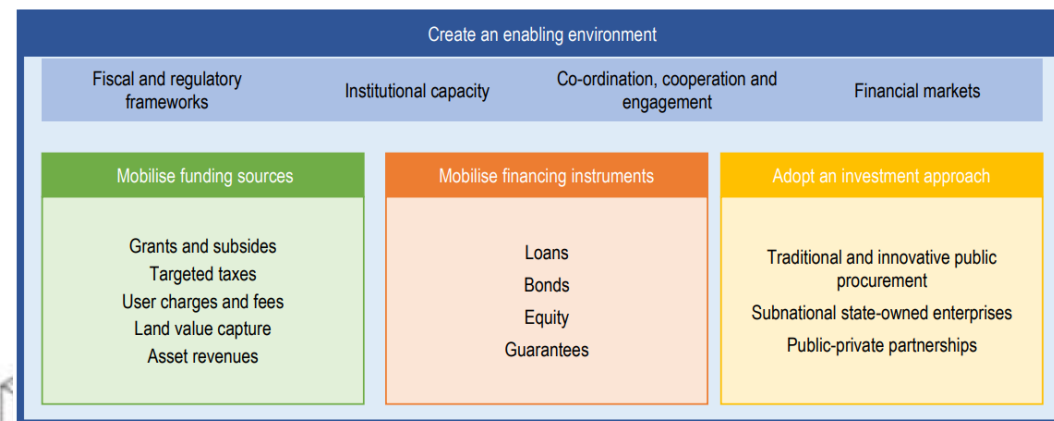 Create an enabling environment
Fiscal and regulatory
frameworks
Institutional capacity
Co-ordination, cooperation and
engagement
Financial markets
Mobilise funding sources
Grants and subsides
Targeted taxes
User charges and fees
Land value capture
Asset revenues
Mobilise financing instruments
Loans
Bonds
Equity
Guarantees
Adopt an investment approach
Traditional and innovative public
procurement
Subnational state-owned enterprises
Public-private partnerships